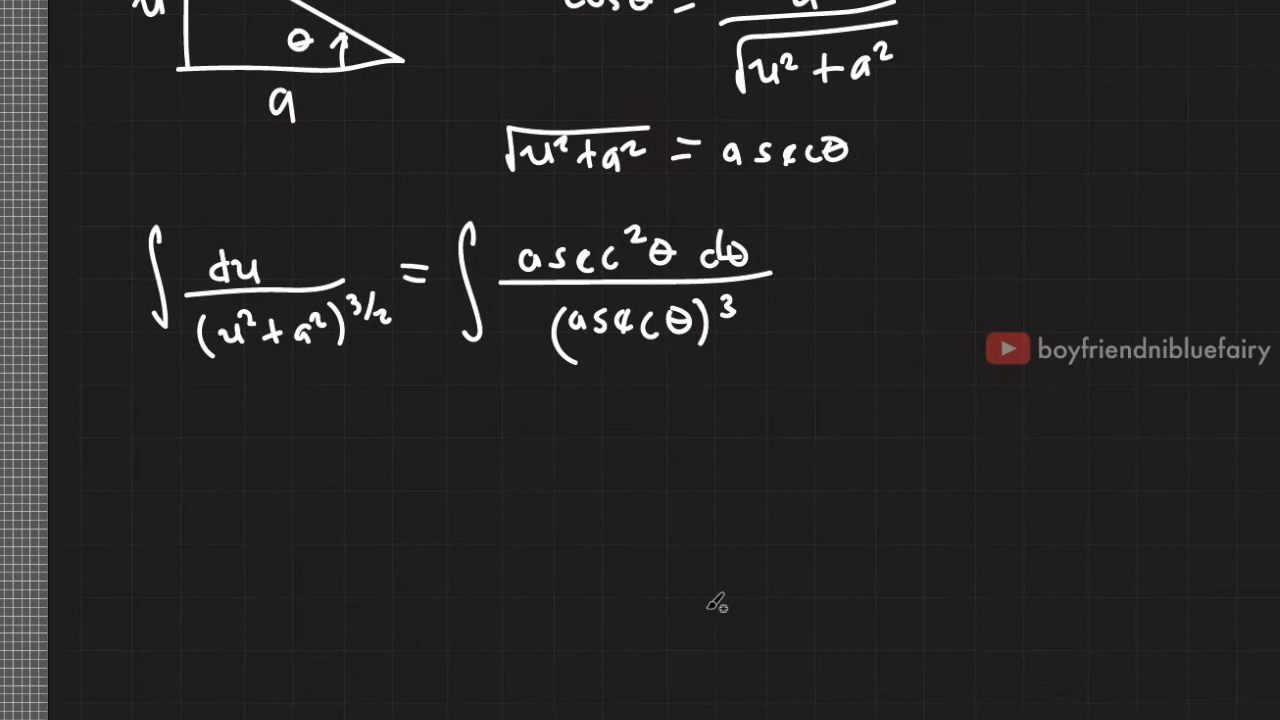 u cosθ = a
θ √u² + a²
a
√u² + a² = a secθ
∫ du / (u² + a²)^3/2 = ∫ a sec²θ dθ / (a secθ)³
boyfriendnibluefairy